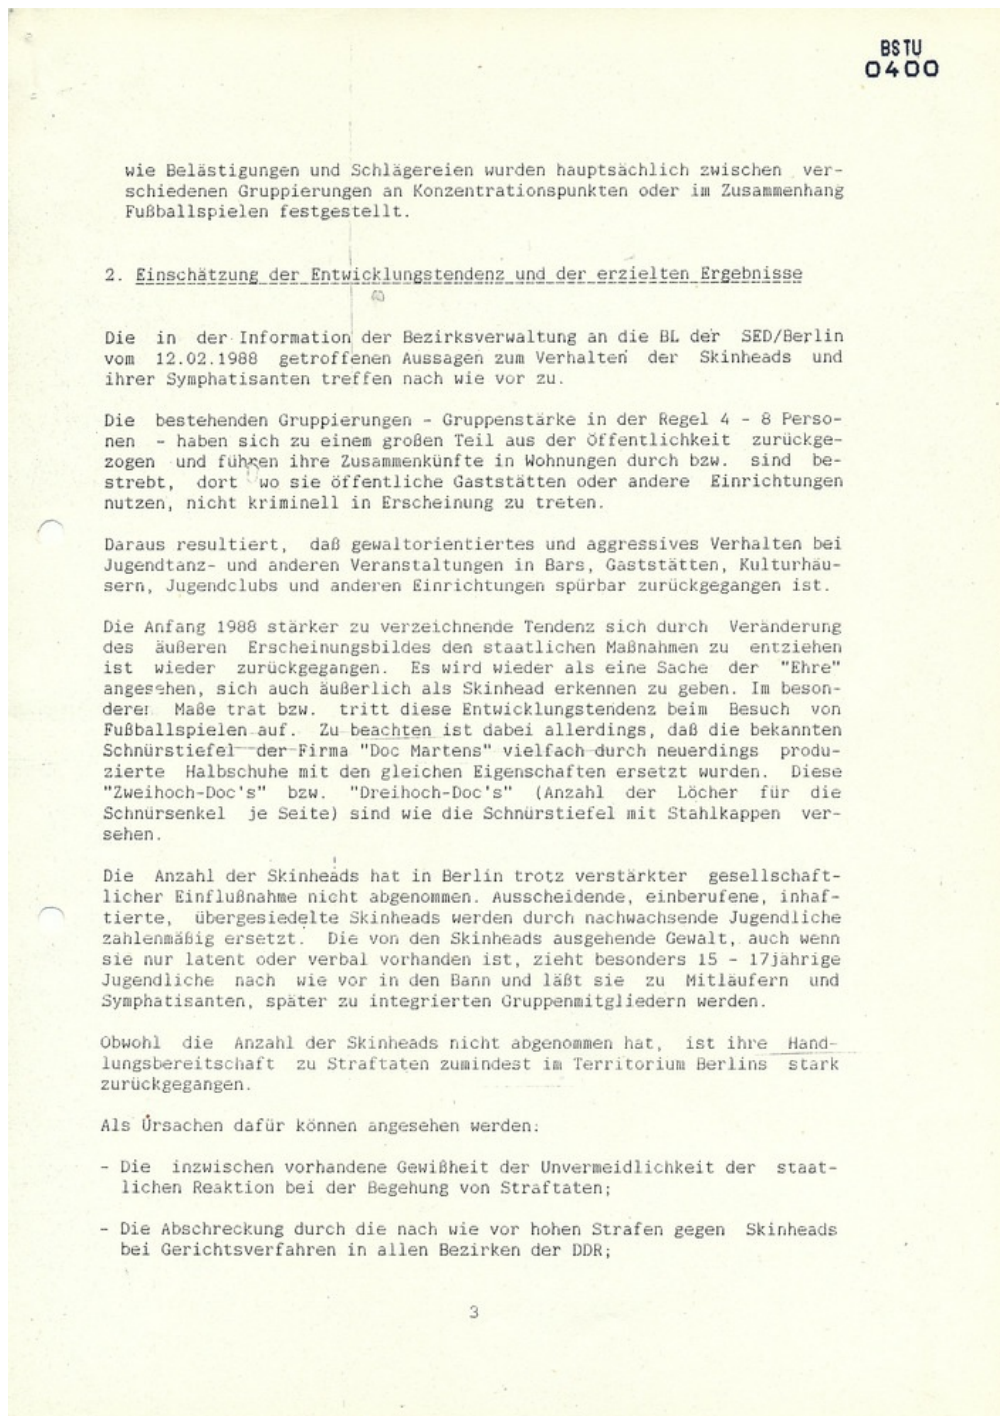 BSTU
0400
wie Belästigungen und Schlägereien wurden hauptsächlich zwischen ver-
schiedenen Gruppierungen an Konzentrationspunkten oder im Zusammenhang
Fußballspielen festgestellt.
2. Einschätzung der Entwicklungstendenz und der erzielten Ergebnisse
Die in der Information der Bezirksverwaltung an die BL der SED/Berlin
vom 12.02.1988 getroffenen Aussagen zum Verhalten der Skinheads und
ihrer Symphatisanten treffen nach wie vor zu.
Die bestehenden Gruppierungen - Gruppenstärke in der Regel 4 - 8 Perso-
nen - haben sich zu einem großen Teil aus der Öffentlichkeit zurückge-
zogen und führen ihre Zusammenkünfte in Wohnungen durch bzw. sind be-
strebt, dort wo sie öffentliche Gaststätten oder andere Einrichtungen
nutzen, nicht kriminell in Erscheinung zu treten.
Daraus resultiert, daß gewaltorientiertes und aggressives Verhalten bei
Jugendtanz- und anderen Veranstaltungen in Bars, Gaststätten, Kulturhäu-
sern, Jugendclubs und anderen Einrichtungen spürbar zurückgegangen ist.
Die Anfang 1988 stärker zu verzeichnende Tendenz sich durch Veränderung
des äußeren Erscheinungsbildes den staatlichen Maßnahmen zu entziehen
ist wieder zurückgegangen. Es wird wieder als eine Sache der "Ehre"
angesehen, sich auch äußerlich als Skinhead erkennen zu geben. Im beson-
derer Maße trat bzw. tritt diese Entwicklungstendenz beim Besuch von
Fußballspielen auf. Zu beachten ist dabei allerdings, daß die bekannten
Schnürstiefel der Firma "Doc Martens" vielfach durch neuerdings produ-
zierte Halbschuhe mit den gleichen Eigenschaften ersetzt wurden. Diese
"Zweihoch-Doc's" bzw. "Dreihoch-Doc's" (Anzahl der Löcher für die
Schnürsenkel je Seite) sind wie die Schnürstiefel mit Stahlkappen ver-
sehen.
Die Anzahl der Skinheads hat in Berlin trotz verstärkter gesellschaft-
licher Einflußnahme nicht abgenommen. Ausscheidende, einberufene, inhaf-
tierte, übergesiedelte Skinheads werden durch nachwachsende Jugendliche
zahlenmäßig ersetzt. Die von den Skinheads ausgehende Gewalt, auch wenn
sie nur latent oder verbal vorhanden ist, zieht besonders 15 - 17jährige
Jugendliche nach wie vor in den Bann und läßt sie zu Mitläufern und
Symphatisanten, später zu integrierten Gruppenmitgliedern werden.
Obwohl die Anzahl der Skinheads nicht abgenommen hat, ist ihre Hand-
lungsbereitschaft zu Straftaten zumindest im Territorium Berlins stark
zurückgegangen.
Als Ursachen dafür können angesehen werden:
- Die inzwischen vorhandene Gewißheit der Unvermeidlichkeit der staat-
lichen Reaktion bei der Begehung von Straftaten;
- Die Abschreckung durch die nach wie vor hohen Strafen gegen Skinheads
bei Gerichtsverfahren in allen Bezirken der DDR;
3